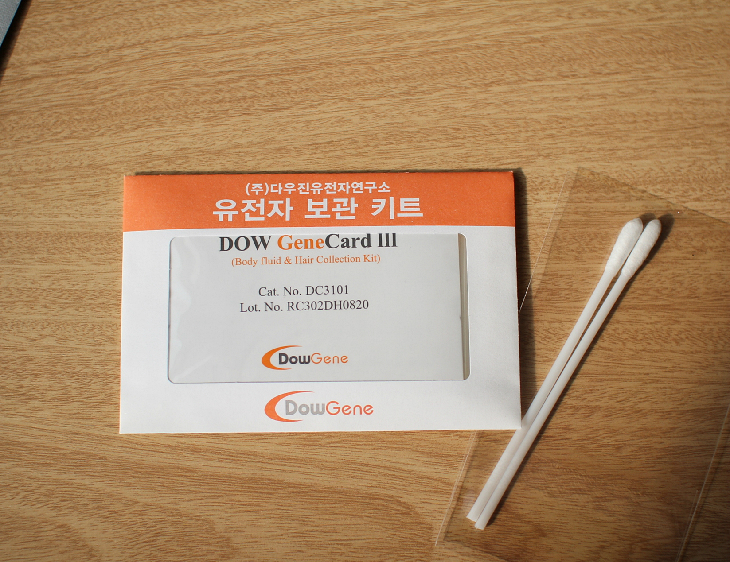 (주)다우진유전자연구소
유전자 보관 키트
DOW GeneCard III
(Body fluid & Hair Collection Kit)
Cat. No. DC3101
Lot. No. RC302DH0820
DowGene
DowGene